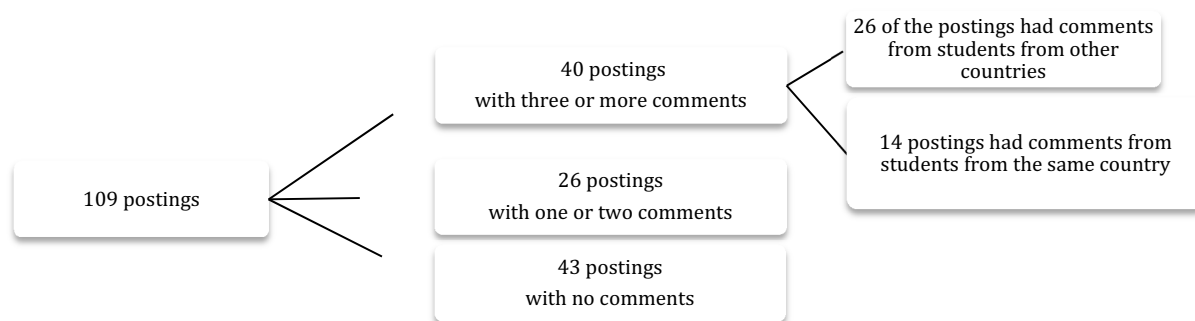 109 postings
40 postings
with three or more comments
26 postings
with one or two comments
43 postings
with no comments
26 of the postings had comments
from students from other
countries
14 postings had comments from
students from the same country